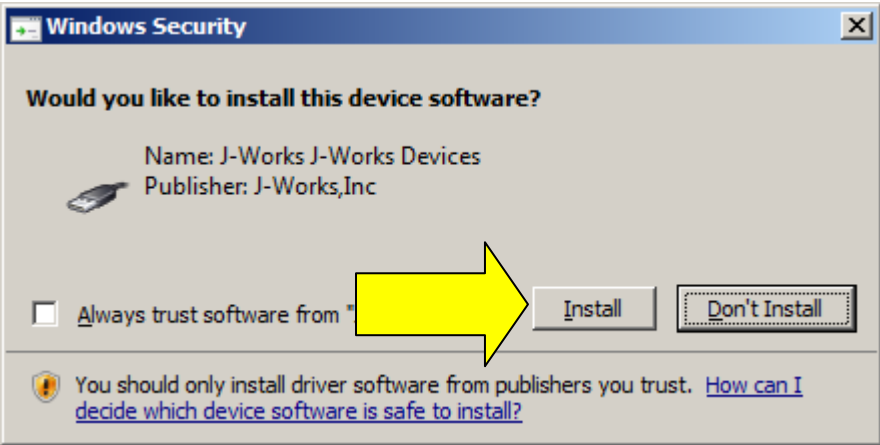 Windows Security
Would you like to install this device software?
Name: J-Works J-Works Devices
Publisher: J-Works,Inc
Always trust software from "
Install
Don't Install
You should only install driver software from publishers you trust. How can I
decide which device software is safe to install?